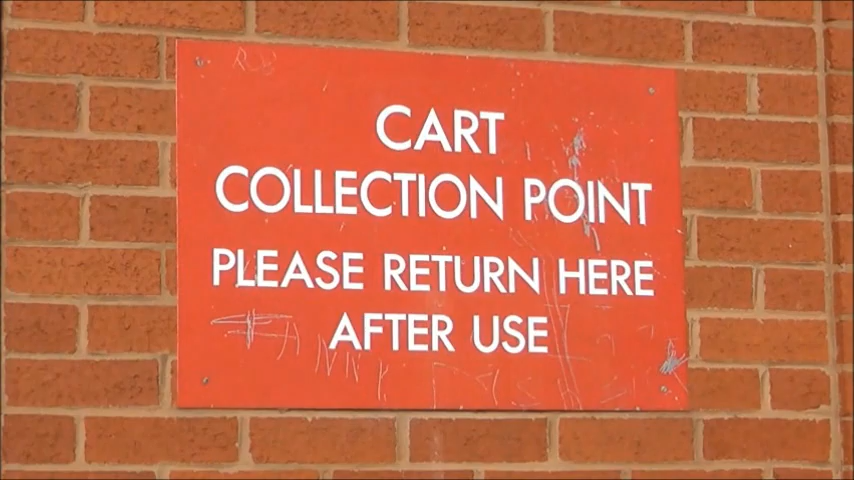 CART
COLLECTION POINT
PLEASE RETURN HERE
AFTER USE